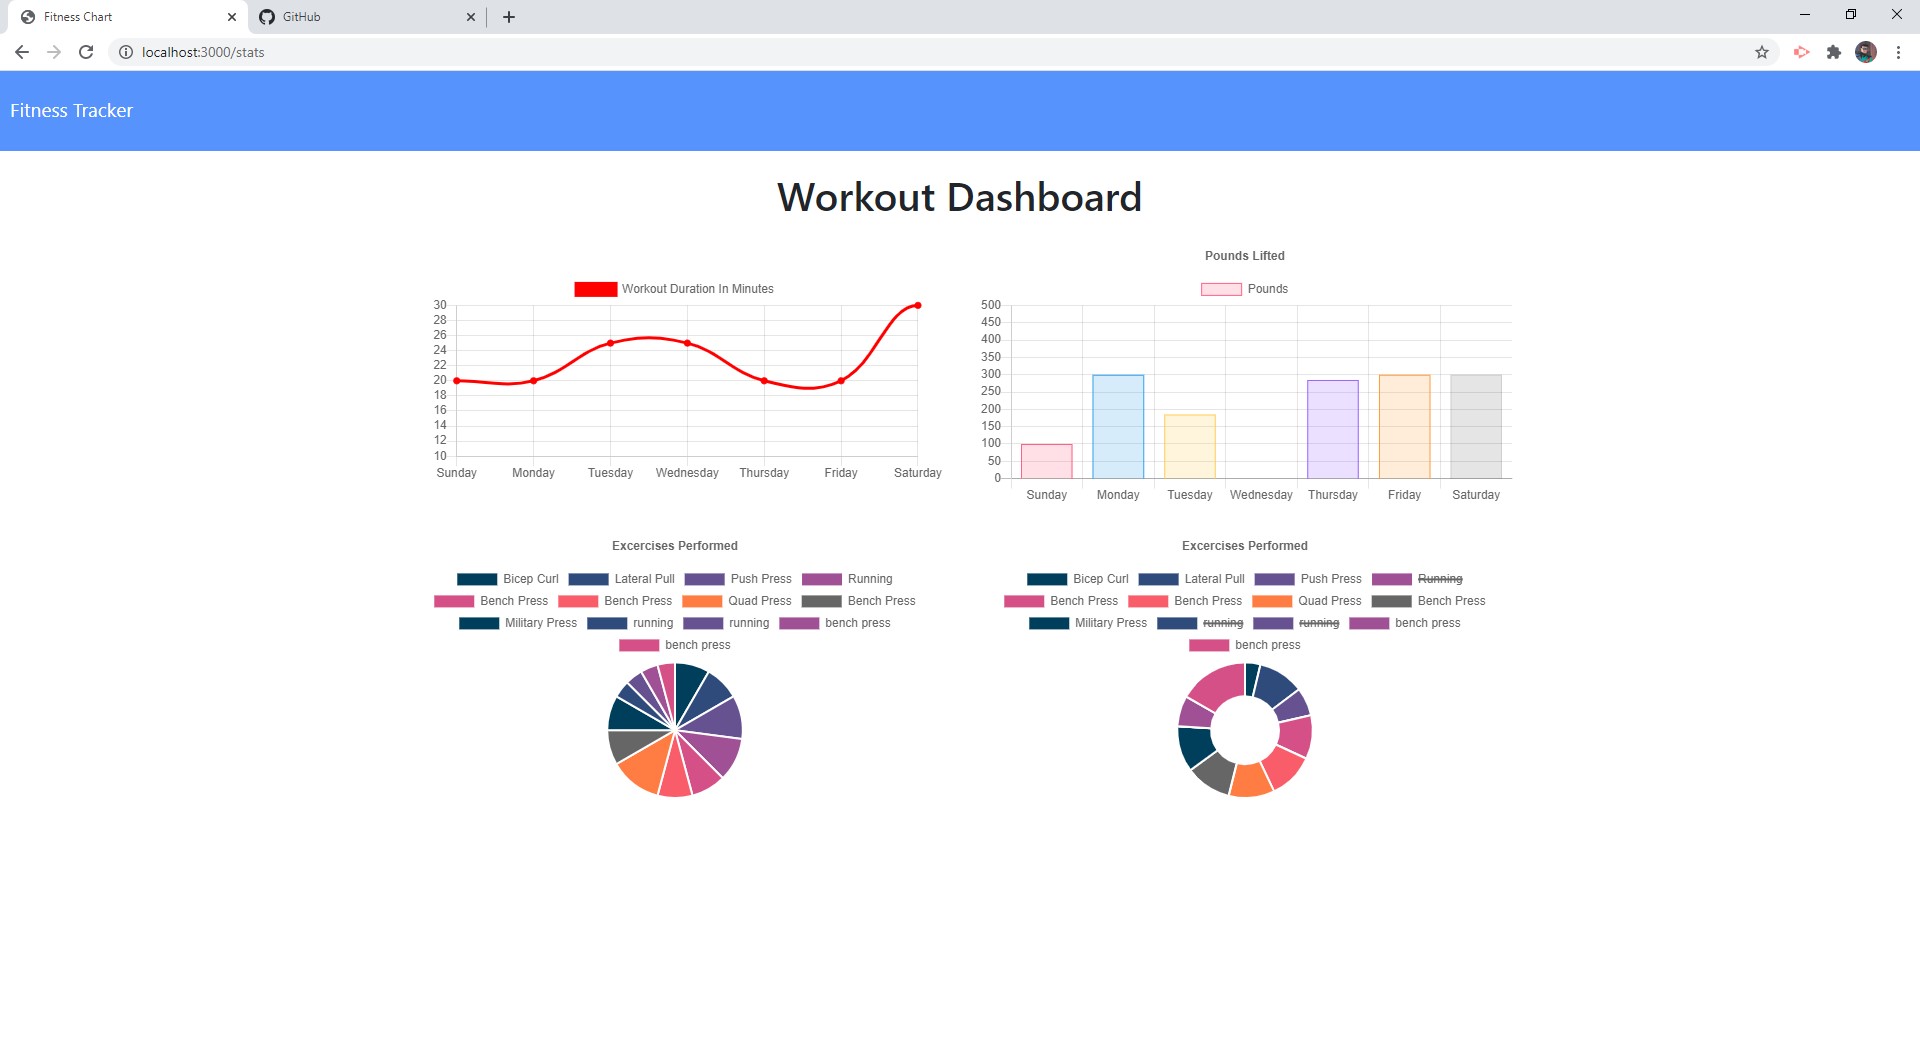 Fitness Chart
GitHub
localhost:3000/stats
Fitness Tracker
Workout Dashboard
Workout Duration In Minutes
30
28
26
24
22
20
18
16
14
12
10
Sunday Monday Tuesday Wednesday Thursday Friday Saturday
Pounds Lifted
Pounds
500
450
400
350
300
250
200
150
100
50
0
Sunday Monday Tuesday Wednesday Thursday Friday Saturday
Excercises Performed
Bicep Curl Lateral Pull Push Press Running
Bench Press Bench Press Quad Press Bench Press
Military Press running running bench press
bench press
Excercises Performed
Bicep Curl Lateral Pull Push Press Running
Bench Press Bench Press Quad Press Bench Press
Military Press running running bench press
bench press